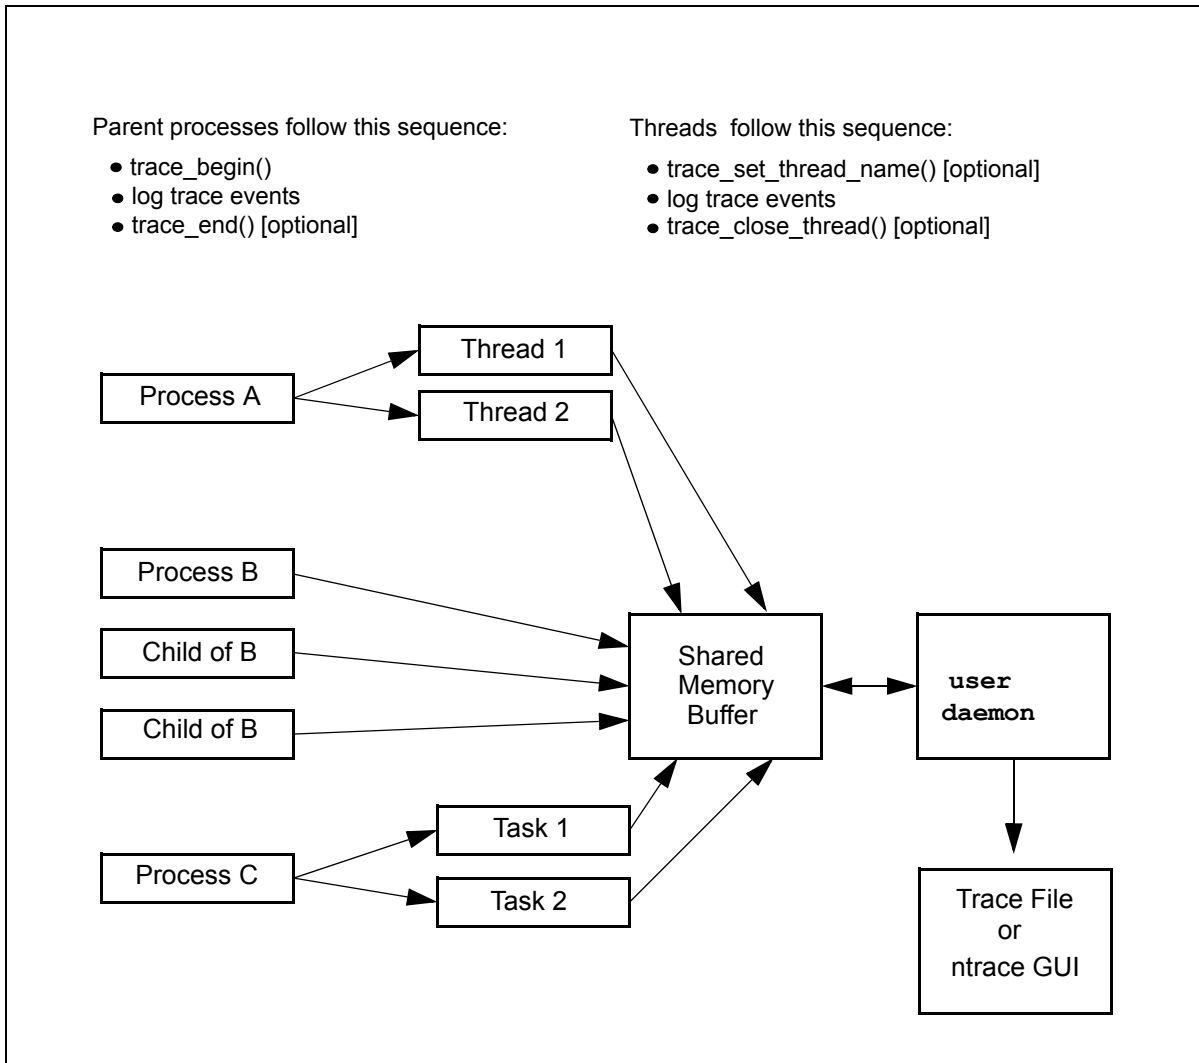 Parent processes follow this sequence:
• trace_begin()
• log trace events
• trace_end() [optional]
Threads follow this sequence:
• trace_set_thread_name() [optional]
• log trace events
• trace_close_thread() [optional]
Thread 1
Process A
Thread 2
Process B
Child of B
Child of B
Shared
Memory
Buffer
user
daemon
Task 1
Process C
Task 2
Trace File
or
ntrace GUI